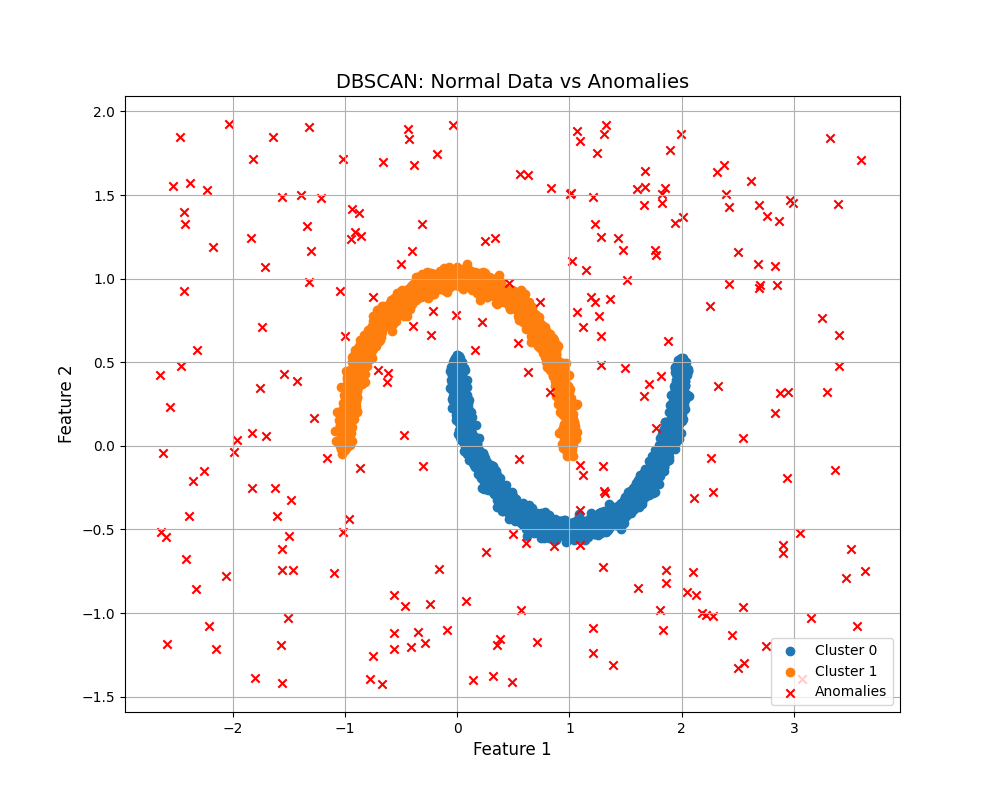 DBSCAN: Normal Data vs Anomalies
2.0
1.5
1.0
0.5
0.0
−0.5
−1.0
−1.5
Feature 2
−2
−1
0
1
2
3
Feature 1
Cluster 0
Cluster 1
Anomalies